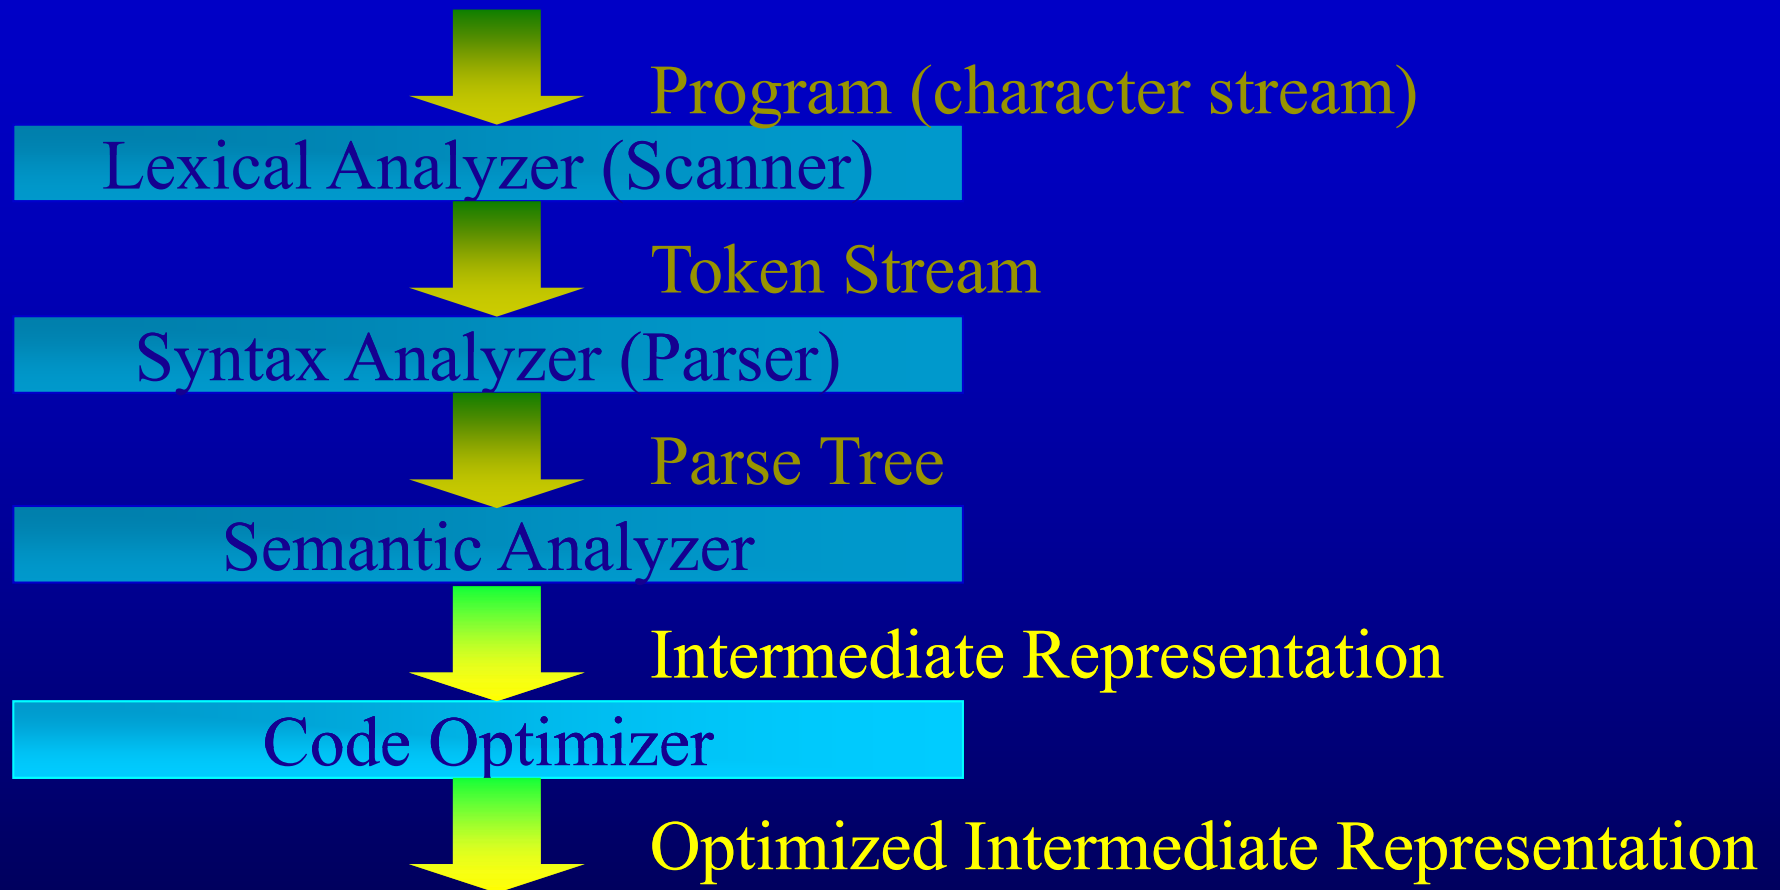 Program (character stream)
Lexical Analyzer (Scanner)
Token Stream
Syntax Analyzer (Parser)
Parse Tree
Semantic Analyzer
Intermediate Representation
Code Optimizer
Optimized Intermediate Representation